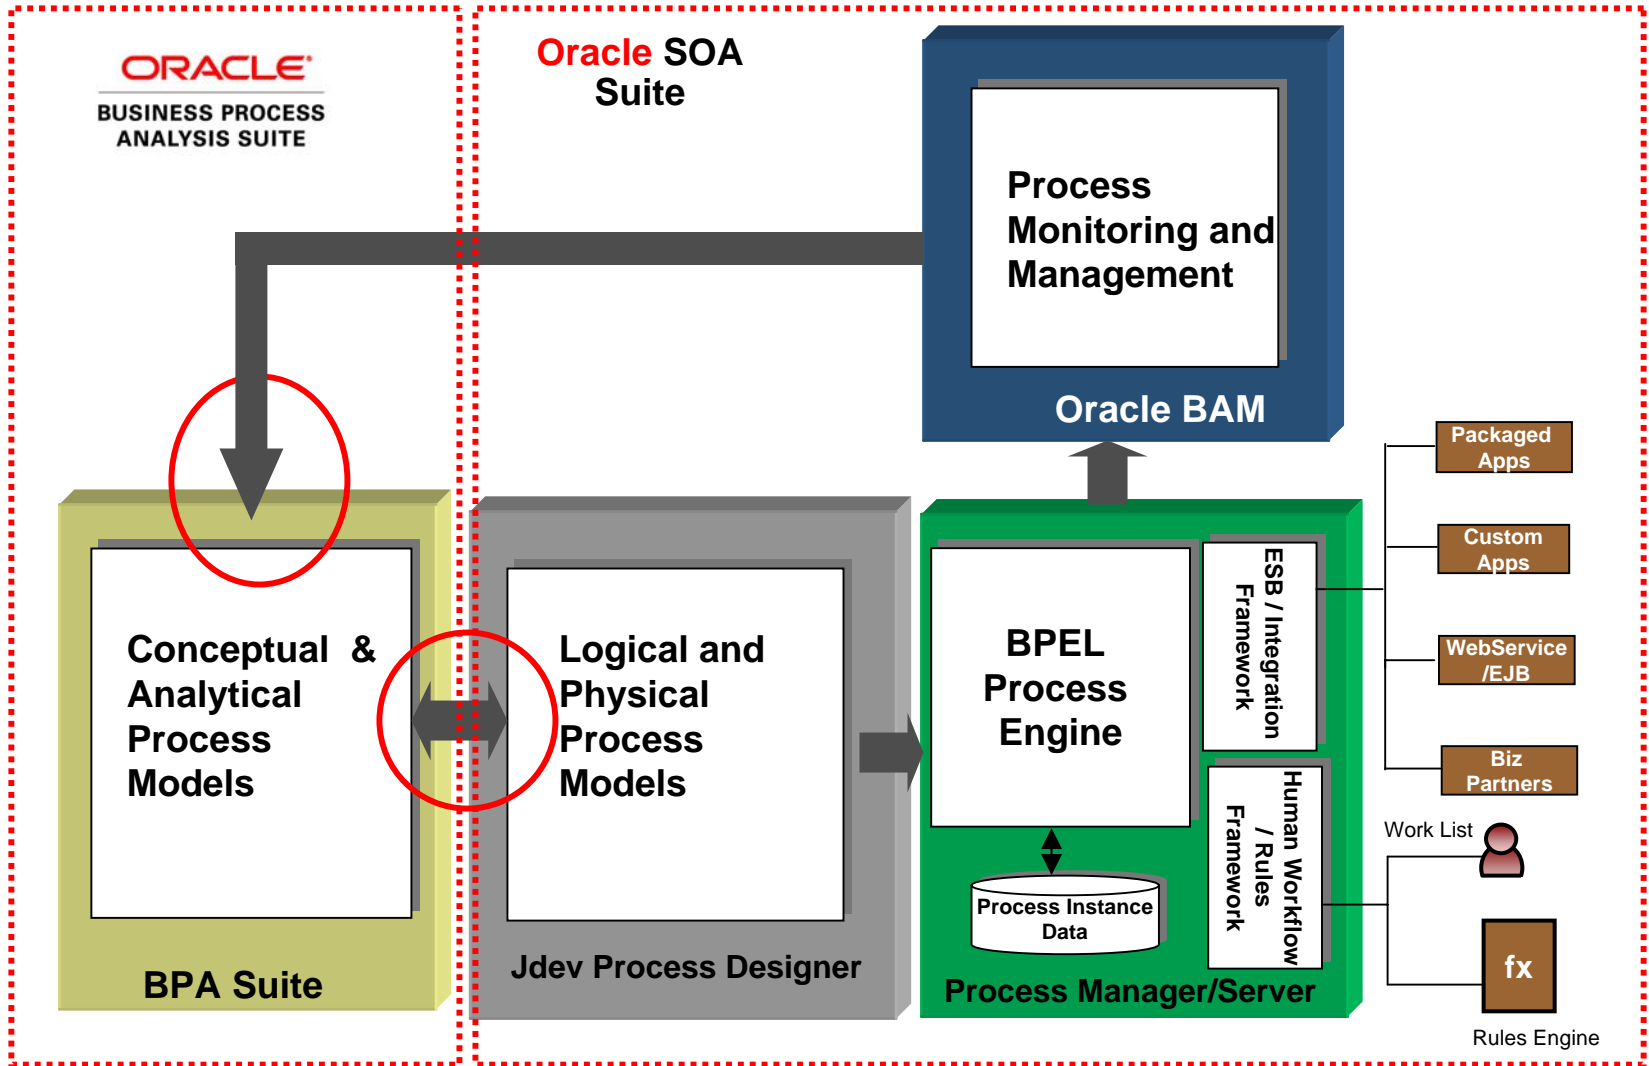 ORACLE
BUSINESS PROCESS
ANALYSIS SUITE
Oracle SOA
Suite
Process
Monitoring and
Management
Oracle BAM
Conceptual &
Analytical
Process
Models
BPA Suite
Logical and
Physical
Process
Models
Jdev Process Designer
BPEL
Process
Engine
Process Instance
Data
ESB / Integration
Framework
Human Workflow
/ Rules
Framework
Process Manager/Server
Packaged
Apps
Custom
Apps
WebService
/EJB
Biz
Partners
Work List
fx
Rules Engine